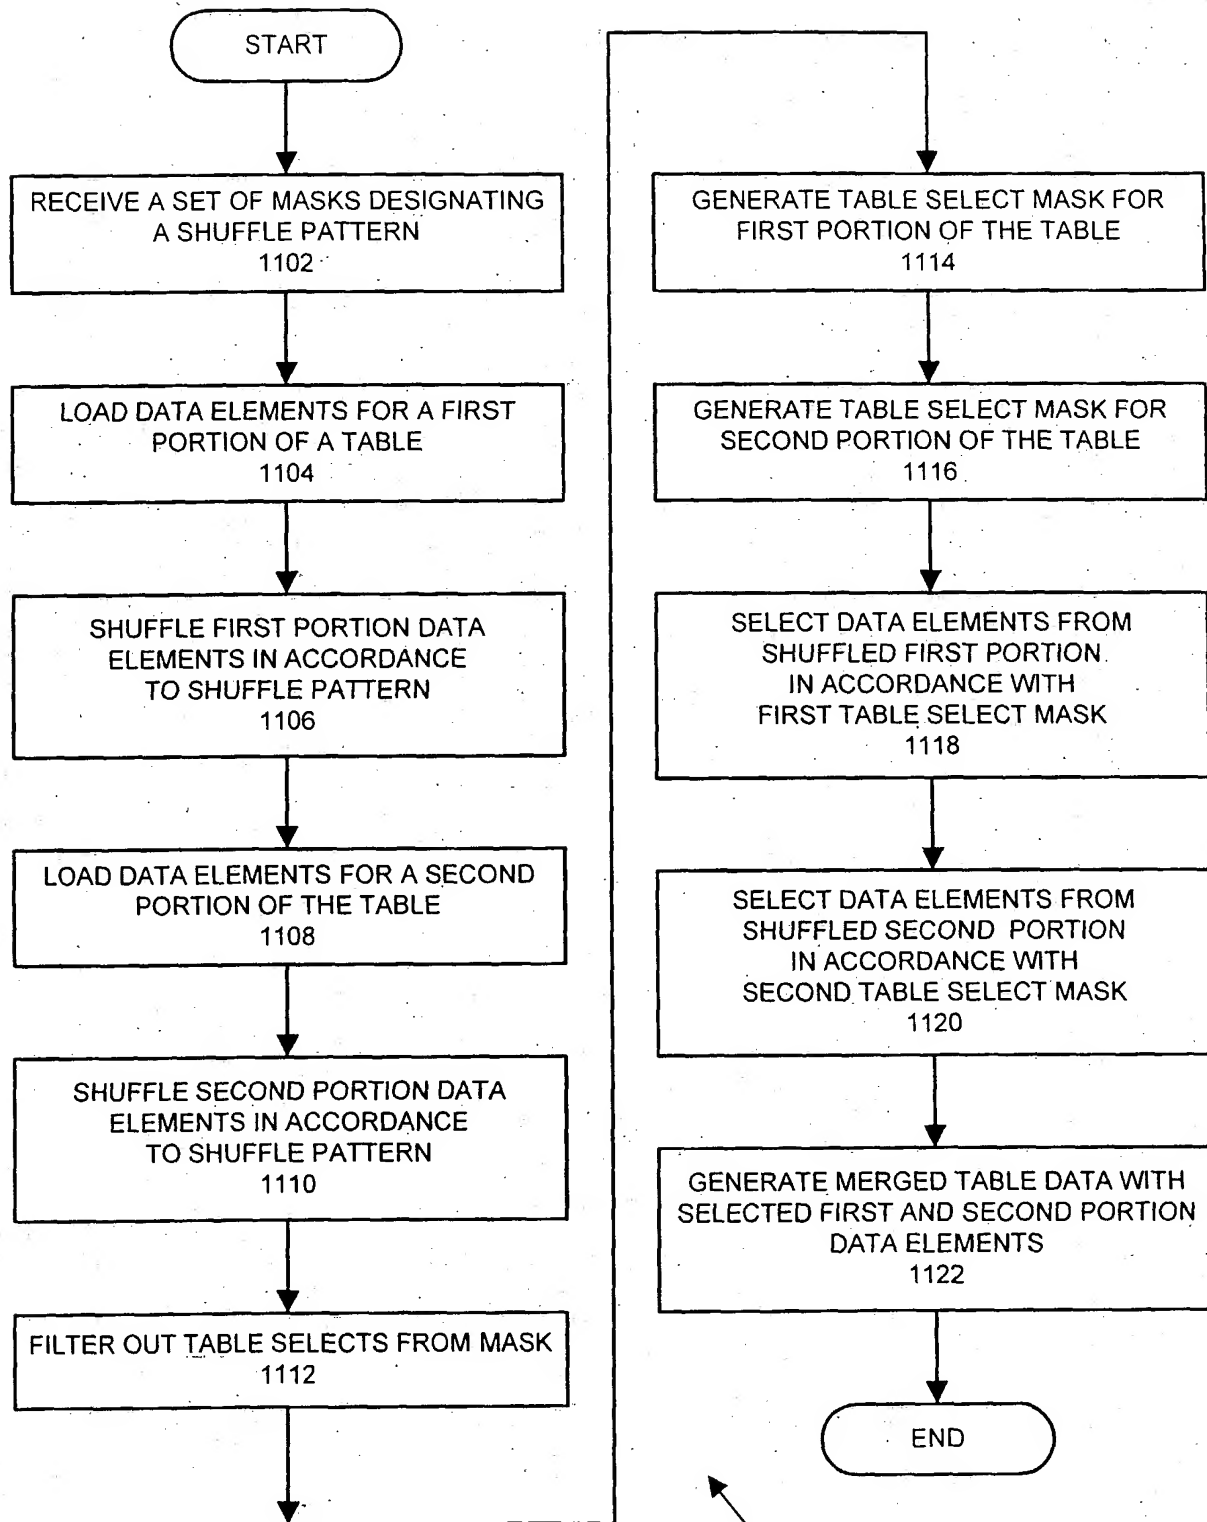 START
RECEIVE A SET OF MASKS DESIGNATING
A SHUFFLE PATTERN
1102
LOAD DATA ELEMENTS FOR A FIRST
PORTION OF A TABLE
1104
SHUFFLE FIRST PORTION DATA
ELEMENTS IN ACCORDANCE
TO SHUFFLE PATTERN
1106
LOAD DATA ELEMENTS FOR A SECOND
PORTION OF THE TABLE
1108
SHUFFLE SECOND PORTION DATA
ELEMENTS IN ACCORDANCE
TO SHUFFLE PATTERN
1110
FILTER OUT TABLE SELECTS FROM MASK
1112
GENERATE TABLE SELECT MASK FOR
FIRST PORTION OF THE TABLE
1114
GENERATE TABLE SELECT MASK FOR
SECOND PORTION OF THE TABLE
1116
SELECT DATA ELEMENTS FROM
SHUFFLED FIRST PORTION
IN ACCORDANCE WITH
FIRST TABLE SELECT MASK
1118
SELECT DATA ELEMENTS FROM
SHUFFLED SECOND PORTION
IN ACCORDANCE WITH
SECOND TABLE SELECT MASK
1120
GENERATE MERGED TABLE DATA WITH
SELECTED FIRST AND SECOND PORTION
DATA ELEMENTS
1122
END